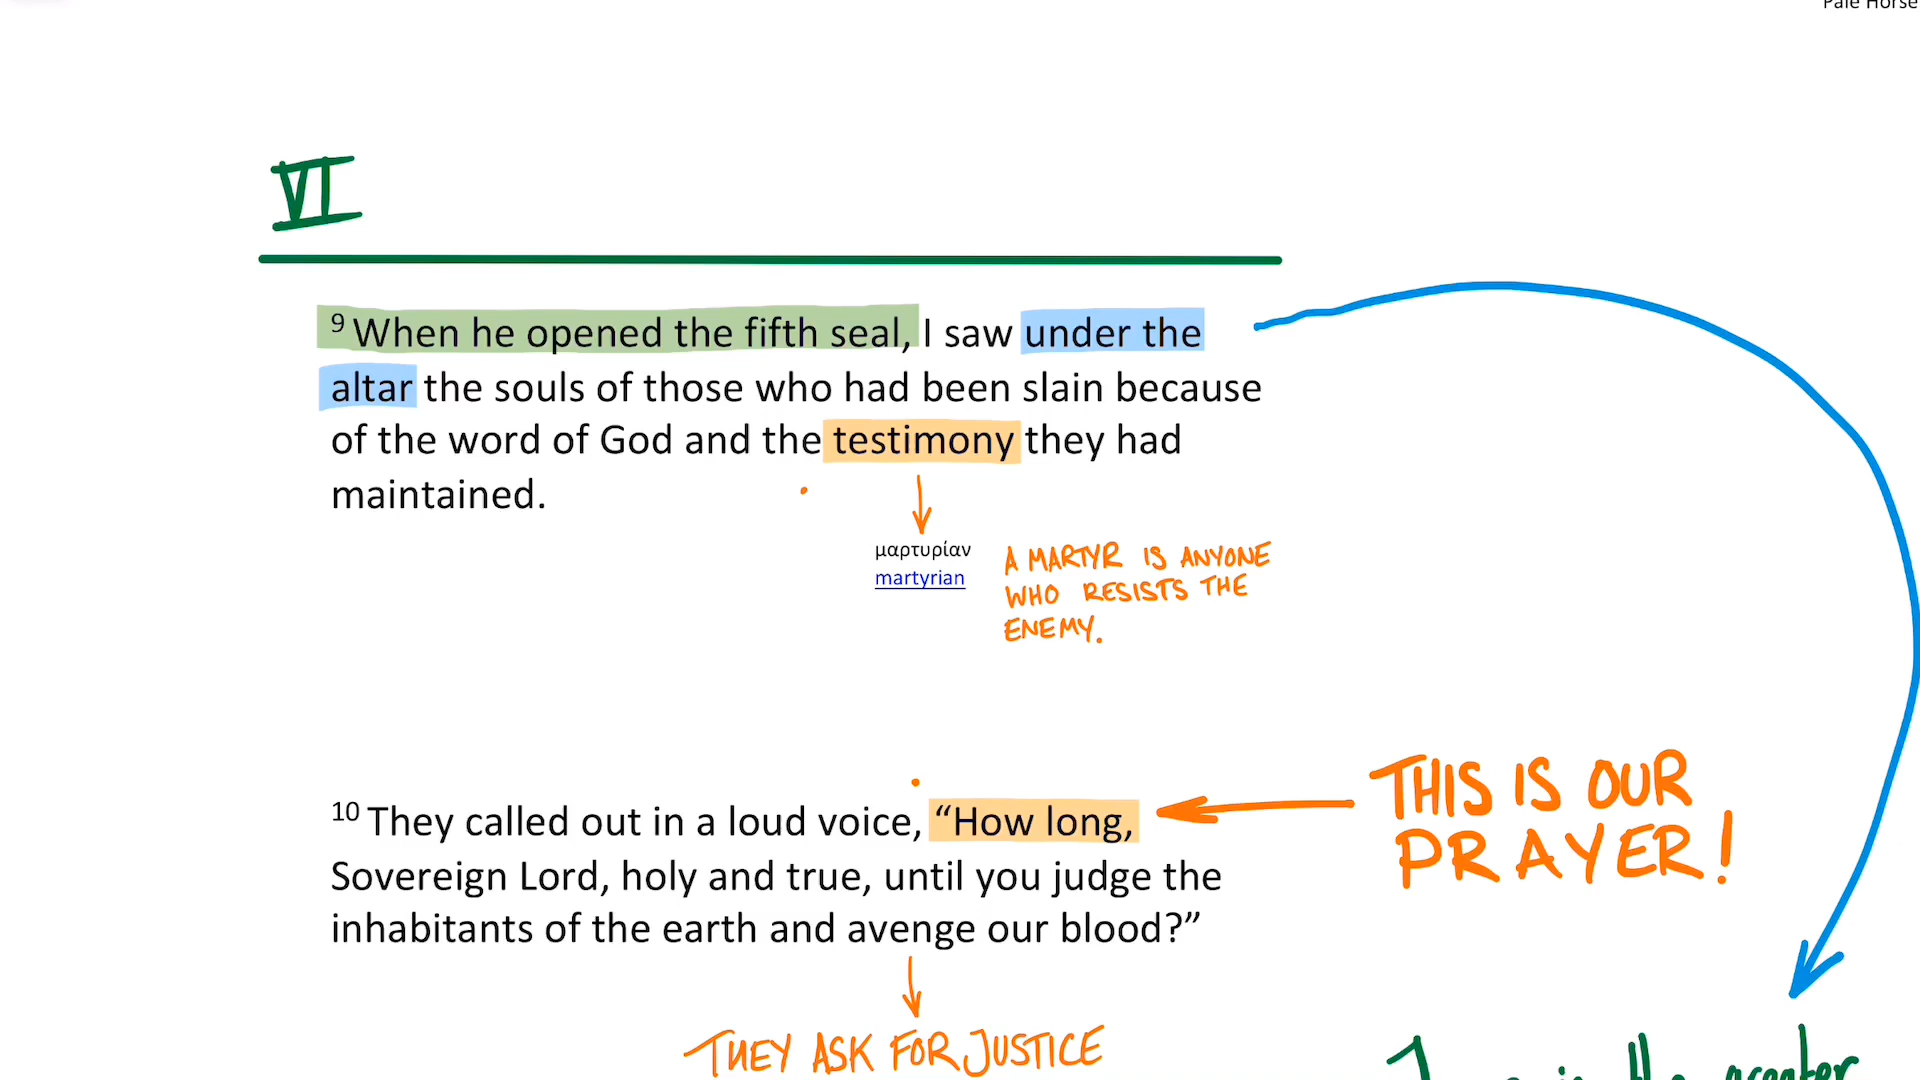 Pale Horse
VI
9 When he opened the fifth seal, I saw under the
altar the souls of those who had been slain because
of the word of God and the testimony they had
maintained.
μαρτυρίαν
martyrian
A MARTYR IS ANYONE
WHO RESISTS THE
ENEMY.
10 They called out in a loud voice, “How long,
Sovereign Lord, holy and true, until you judge the
inhabitants of the earth and avenge our blood?”
THIS IS OUR
PRAYER!
THEY ASK FOR JUSTICE
is the greater